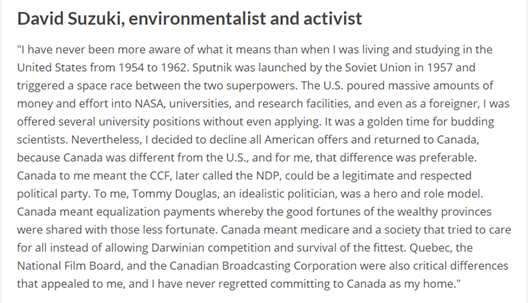 David Suzuki, environmentalist and activist
"I have never been more aware of what it means than when I was living and studying in the
United States from 1954 to 1962. Sputnik was launched by the Soviet Union in 1957 and
triggered a space race between the two superpowers. The U.S. poured massive amounts of
money and effort into NASA, universities, and research facilities, and even as a foreigner, I was
offered several university positions without even applying. It was a golden time for budding
scientists. Nevertheless, I decided to decline all American offers and returned to Canada,
because Canada was different from the U.S., and for me, that difference was preferable.
Canada to me meant the CCF, later called the NDP, could be a legitimate and respected
political party. To me, Tommy Douglas, an idealistic politician, was a hero and role model.
Canada meant equalization payments whereby the good fortunes of the wealthy provinces
were shared with those less fortunate. Canada meant medicare and a society that tried to care
for all instead of allowing Darwinian competition and survival of the fittest. Quebec, the
National Film Board, and the Canadian Broadcasting Corporation were also critical differences
that appealed to me, and I have never regretted committing to Canada as my home."